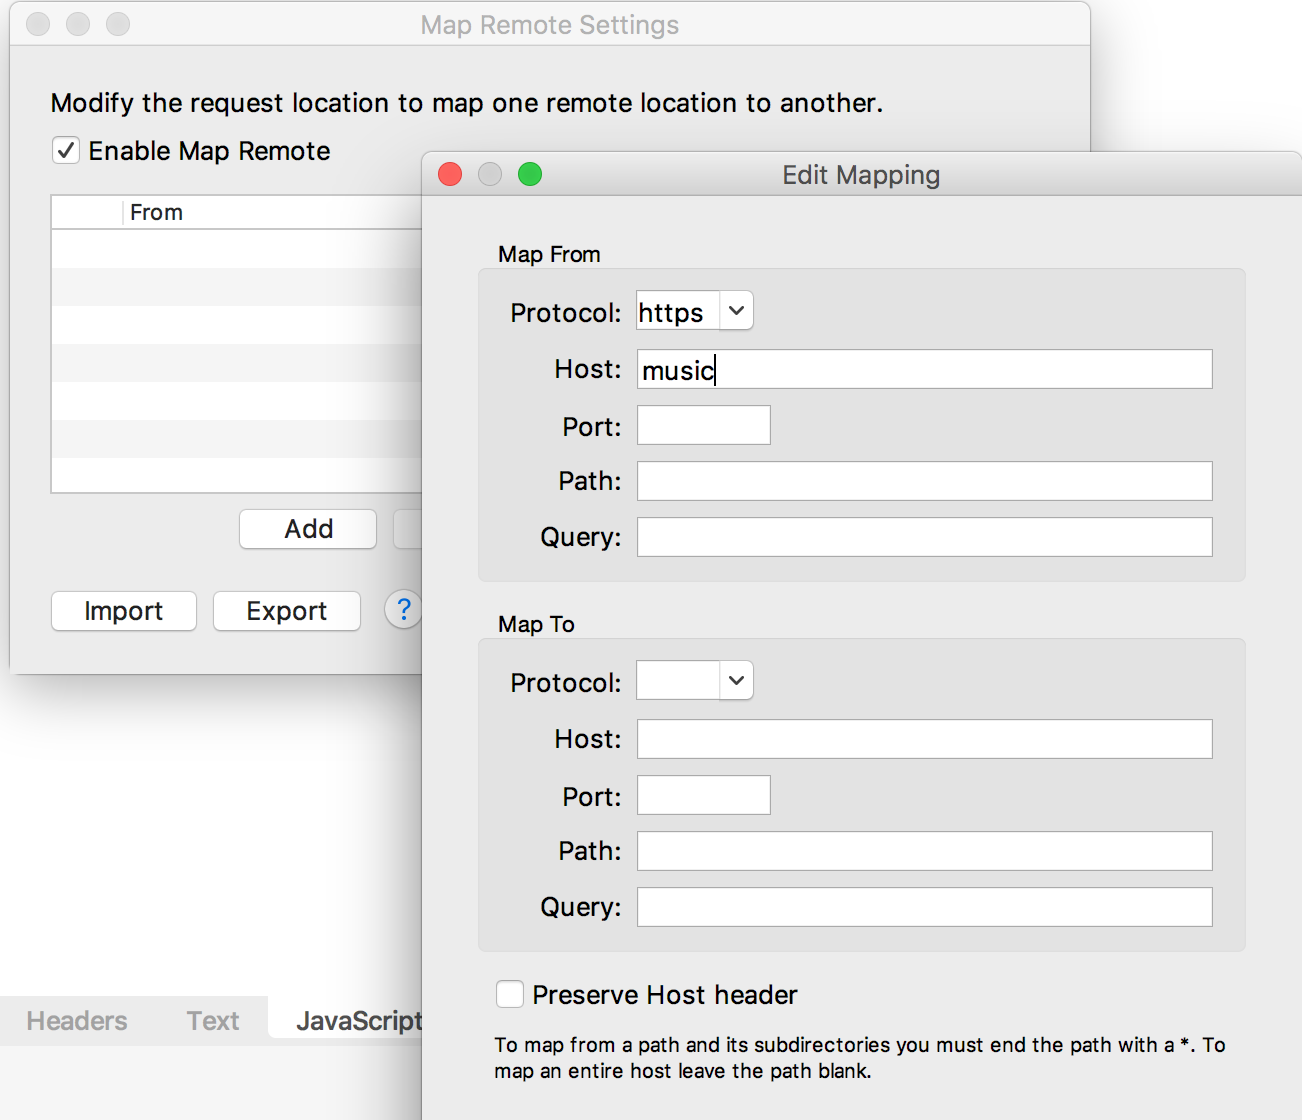 Map Remote Settings
Modify the request location to map one remote location to another.
Enable Map Remote
From
Add
Import
Export
?
Headers
Text
JavaScript
Edit Mapping
Map From
Protocol: https
Host: music
Port:
Path:
Query:
Map To
Protocol:
Host:
Port:
Path:
Query:
Preserve Host header
To map from a path and its subdirectories you must end the path with a *. To
map an entire host leave the path blank.